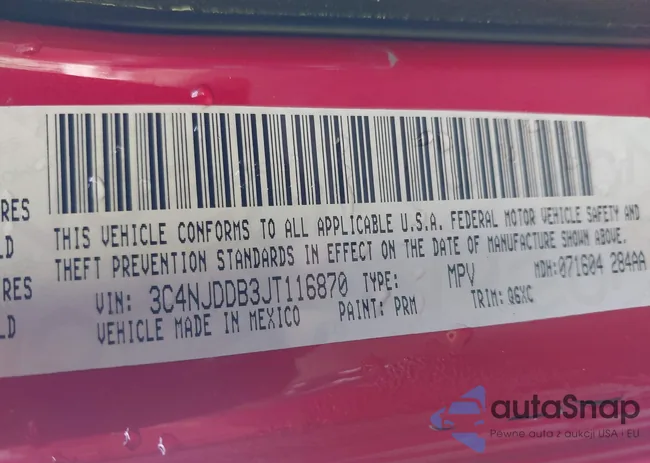 RES
LD
RES
LD
THIS VEHICLE CONFORMS TO ALL APPLICABLE U.S.A. FEDERAL MOTOR VEHICLE SAFETY AND
THEFT PREVENTION STANDARDS IN EFFECT ON THE DATE OF MANUFACTURE SHOWN ABOVE.
VIN: 3C4NJDDB3JT116870 TYPE: MPV MDH:071604 284AA
VEHICLE MADE IN MEXICO PAINT: PRM TRIM: Q6XC
autaSnap
Pewne auta z aukcji USA · EU